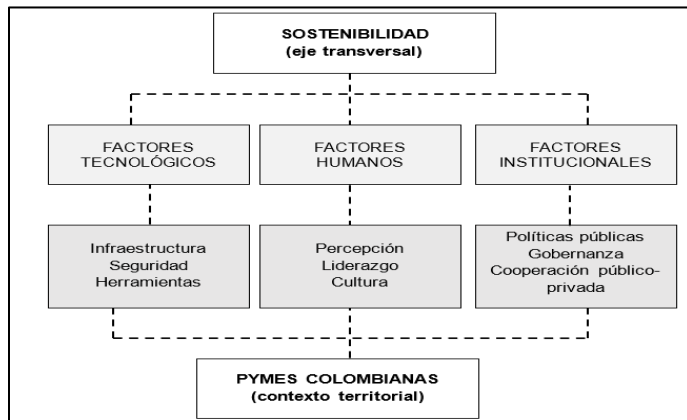 SOSTENIBILIDAD
(eje transversal)
FACTORES
TECNOLÓGICOS
FACTORES
HUMANOS
FACTORES
INSTITUCIONALES
Infraestructura
Seguridad
Herramientas
Percepción
Liderazgo
Cultura
Políticas públicas
Gobernanza
Cooperación público-
privada
PYMES COLOMBIANAS
(contexto territorial)